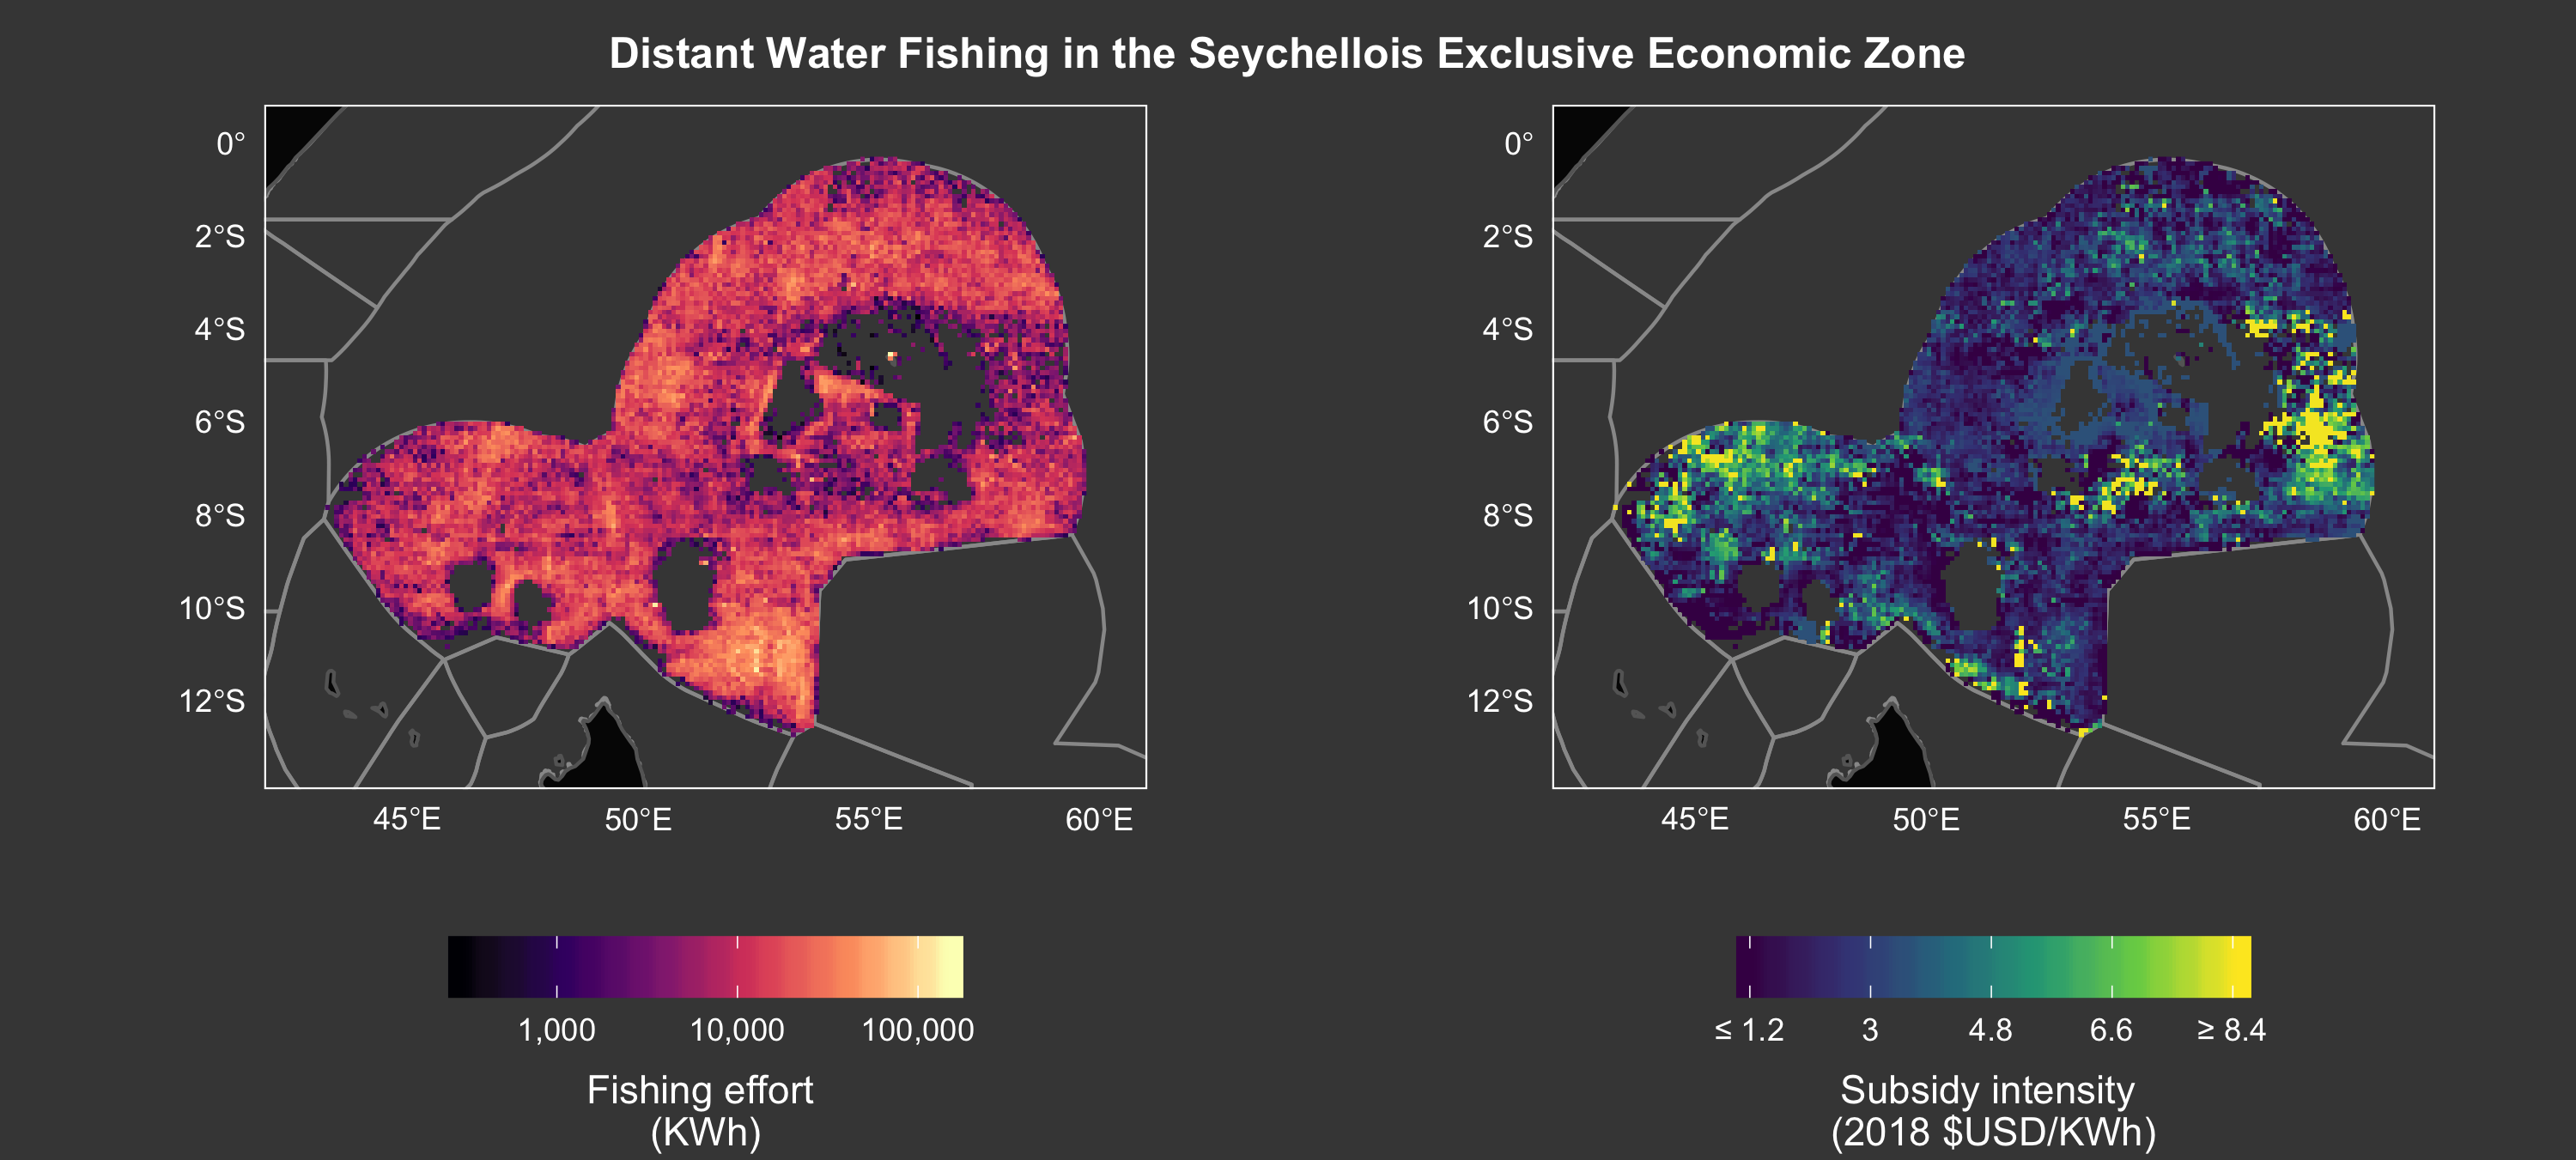 Distant Water Fishing in the Seychellois Exclusive Economic Zone
0°
2°S
4°S
6°S
8°S
10°S
12°S
45°E 50°E 55°E 60°E
0°
2°S
4°S
6°S
8°S
10°S
12°S
45°E 50°E 55°E 60°E
1,000 10,000 100,000
Fishing effort
(KWh)
≤ 1.2 3 4.8 6.6 ≥ 8.4
Subsidy intensity
(2018 $USD/KWh)